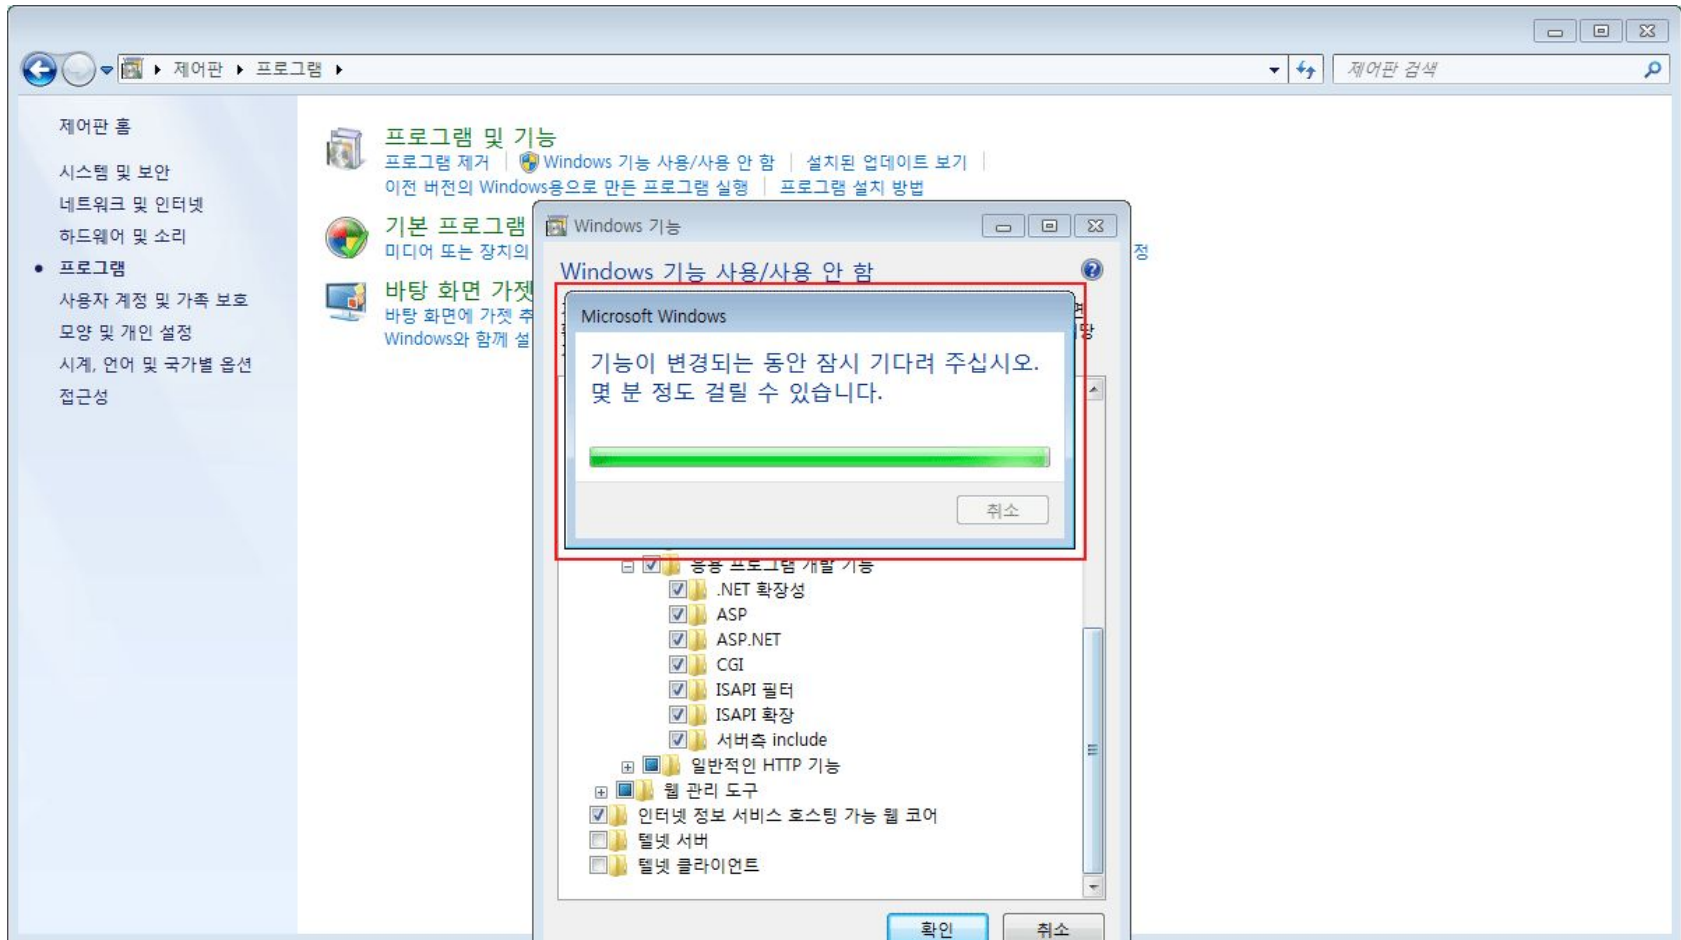 제어판 ▸ 프로그램 ▸
제어판 검색
제어판 홈
시스템 및 보안
네트워크 및 인터넷
하드웨어 및 소리
프로그램
사용자 계정 및 가족 보호
모양 및 개인 설정
시계, 언어 및 국가별 옵션
접근성
프로그램 및 기능
프로그램 제거 Windows 기능 사용/사용 안 함 설치된 업데이트 보기
이전 버전의 Windows용으로 만든 프로그램 실행 프로그램 설치 방법
기본 프로그램
미디어 또는 장치의
정
바탕 화면 가젯
바탕 화면에 가젯 추
Windows와 함께 설
Windows 기능
Windows 기능 사용/사용 안 함
Microsoft Windows
기능이 변경되는 동안 잠시 기다려 주십시오.
몇 분 정도 걸릴 수 있습니다.
취소
응용 프로그램 개발 기능
.NET 확장성
ASP
ASP.NET
CGI
ISAPI 필터
ISAPI 확장
서버측 include
일반적인 HTTP 기능
웹 관리 도구
인터넷 정보 서비스 호스팅 가능 웹 코어
텔넷 서버
텔넷 클라이언트
확인 취소